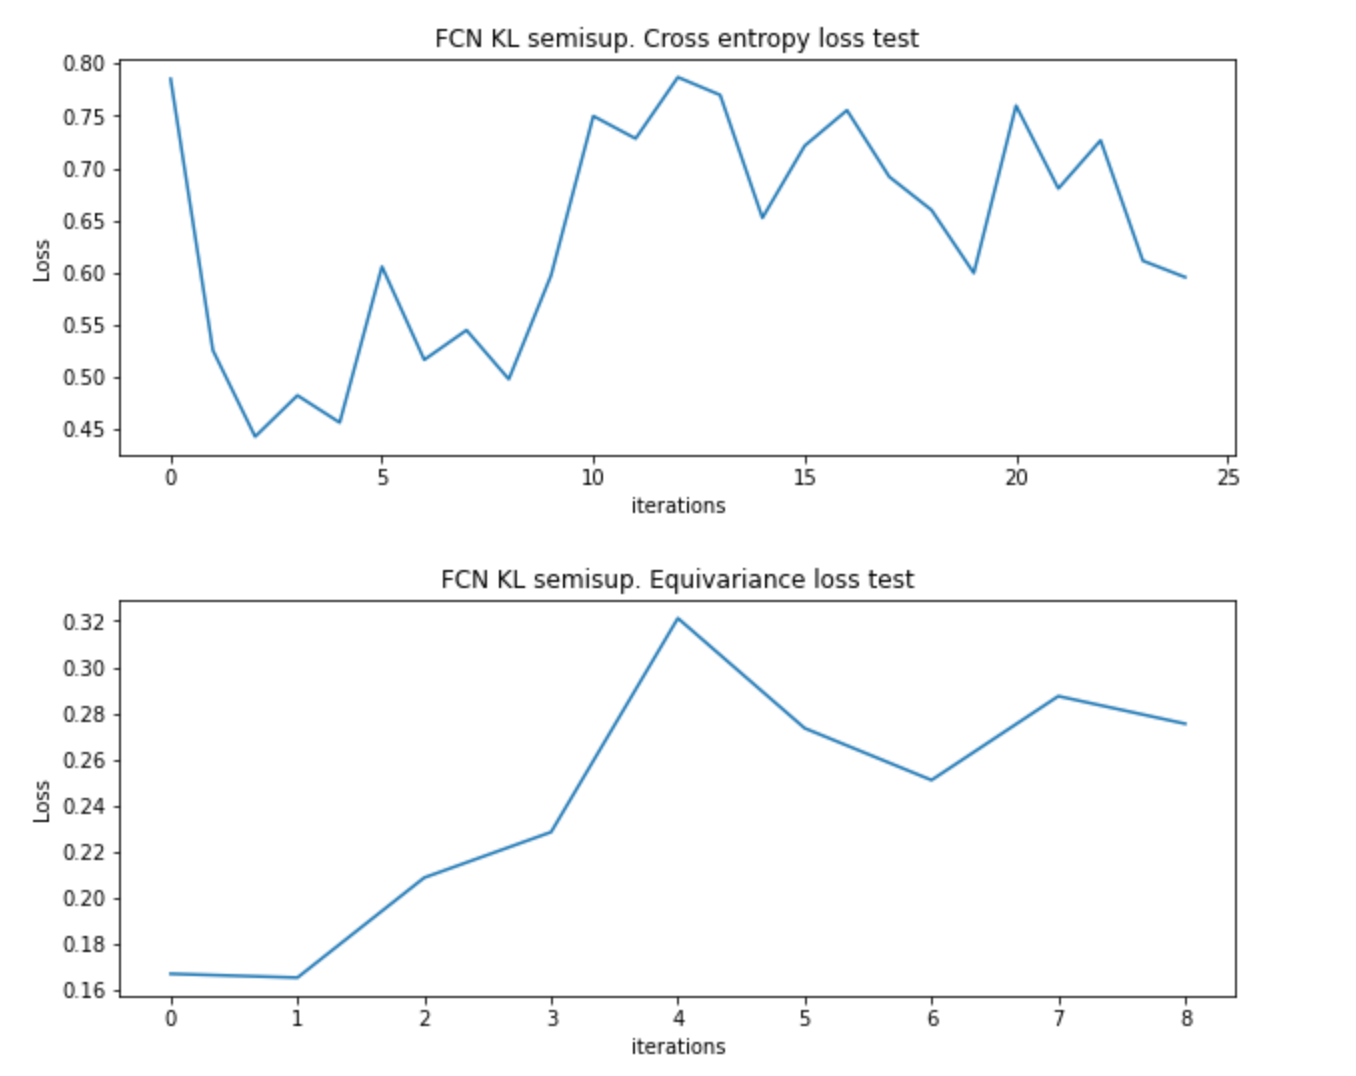 FCN KL semisup. Cross entropy loss test
0.80
0.75
0.70
0.65
0.60
0.55
0.50
0.45
Loss
0 5 10 15 20 25
iterations
FCN KL semisup. Equivariance loss test
0.32
0.30
0.28
0.26
0.24
0.22
0.20
0.18
0.16
Loss
0 1 2 3 4 5 6 7 8
iterations